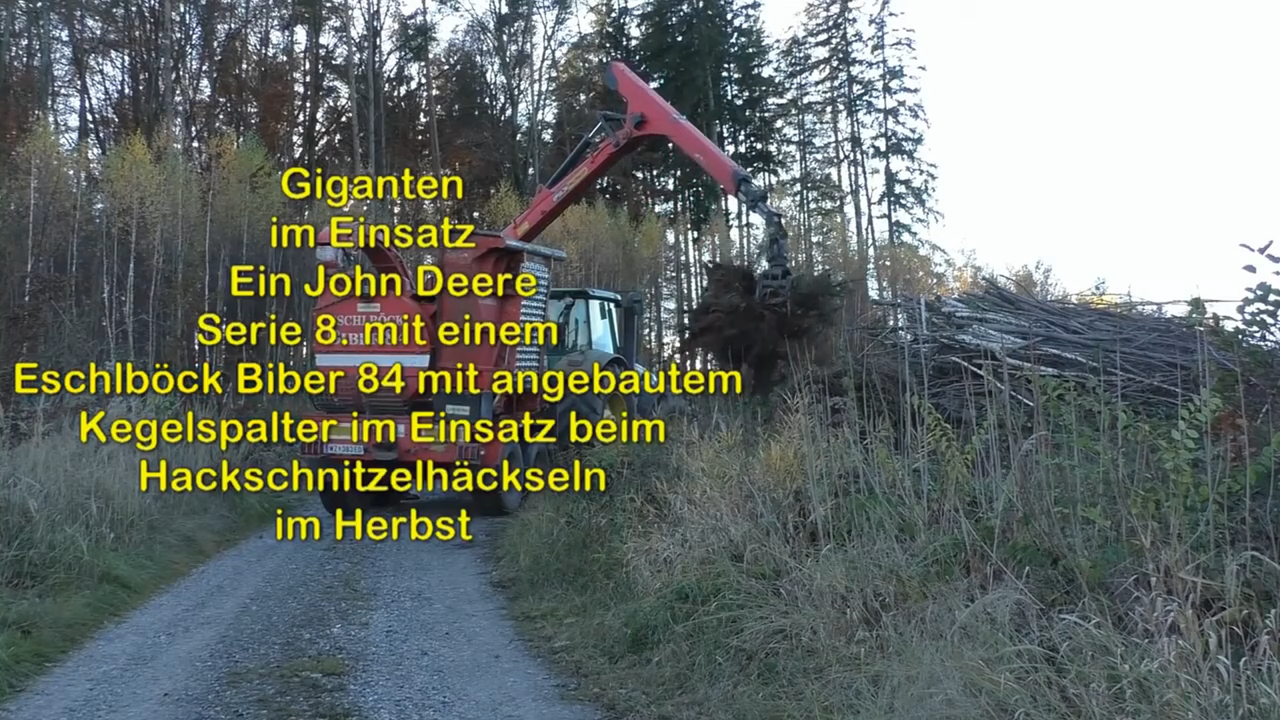 Giganten
im Einsatz
Ein John Deere
Serie 8. mit einem
Eschlböck Biber 84 mit angebautem
Kegelspalter im Einsatz beim
Hackschnitzelhäckseln
im Herbst